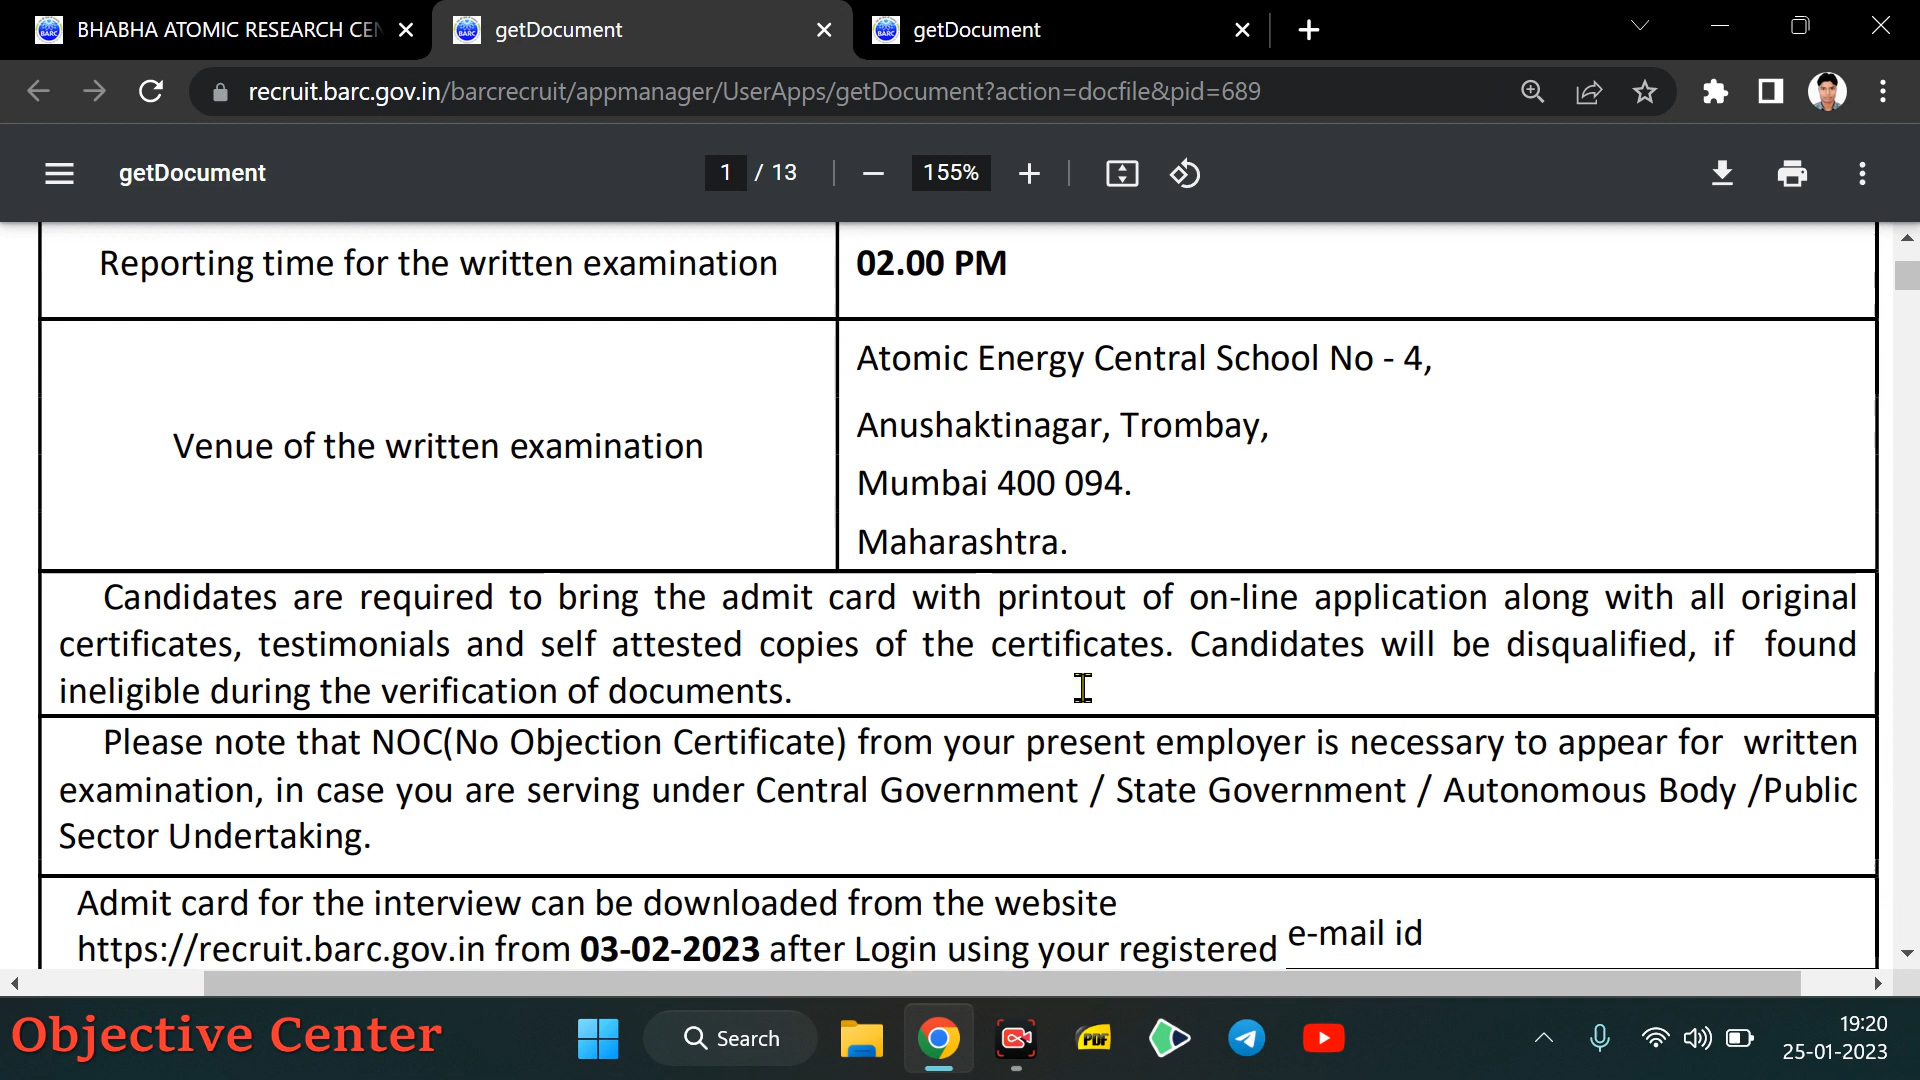 BHABHA ATOMIC RESEARCH CEN
getDocument
getDocument
recruit.barc.gov.in/barcrecruit/appmanager/UserApps/getDocument?action=docfile&pid=689
getDocument
1 / 13
155%
Reporting time for the written examination
02.00 PM
Venue of the written examination
Atomic Energy Central School No - 4,
Anushaktinagar, Trombay,
Mumbai 400 094.
Maharashtra.
Candidates are required to bring the admit card with printout of on-line application along with all original
certificates, testimonials and self attested copies of the certificates. Candidates will be disqualified, if found
ineligible during the verification of documents.
Please note that NOC(No Objection Certificate) from your present employer is necessary to appear for written
examination, in case you are serving under Central Government / State Government / Autonomous Body /Public
Sector Undertaking.
Admit card for the interview can be downloaded from the website
https://recruit.barc.gov.in from 03-02-2023 after Login using your registered e-mail id
Objective Center
Search
PDF
19:20
25-01-2023